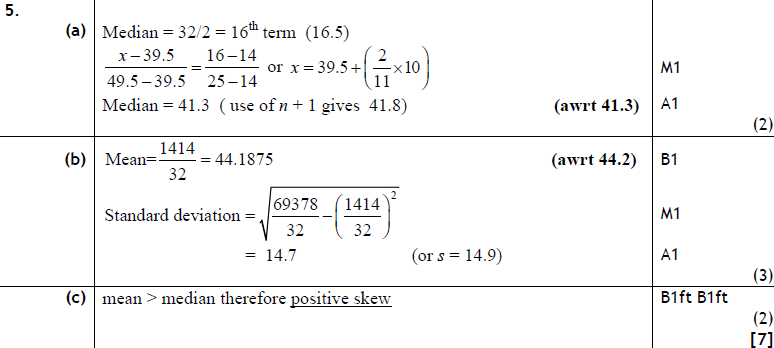 5.
(a) Median = 32/2 = 16th term (16.5)
x − 39.5 / 49.5 − 39.5 = 16 − 14 / 25 − 14 or x = 39.5 + (2/11 × 10) M1
Median = 41.3 ( use of n + 1 gives 41.8) (awrt 41.3) A1
(2)
(b) Mean= 1414/32 = 44.1875 (awrt 44.2) B1
Standard deviation = √(69378/32 − (1414/32)²) M1
= 14.7 (or s = 14.9) A1
(3)
(c) mean > median therefore positive skew B1ft B1ft
(2)
[7]